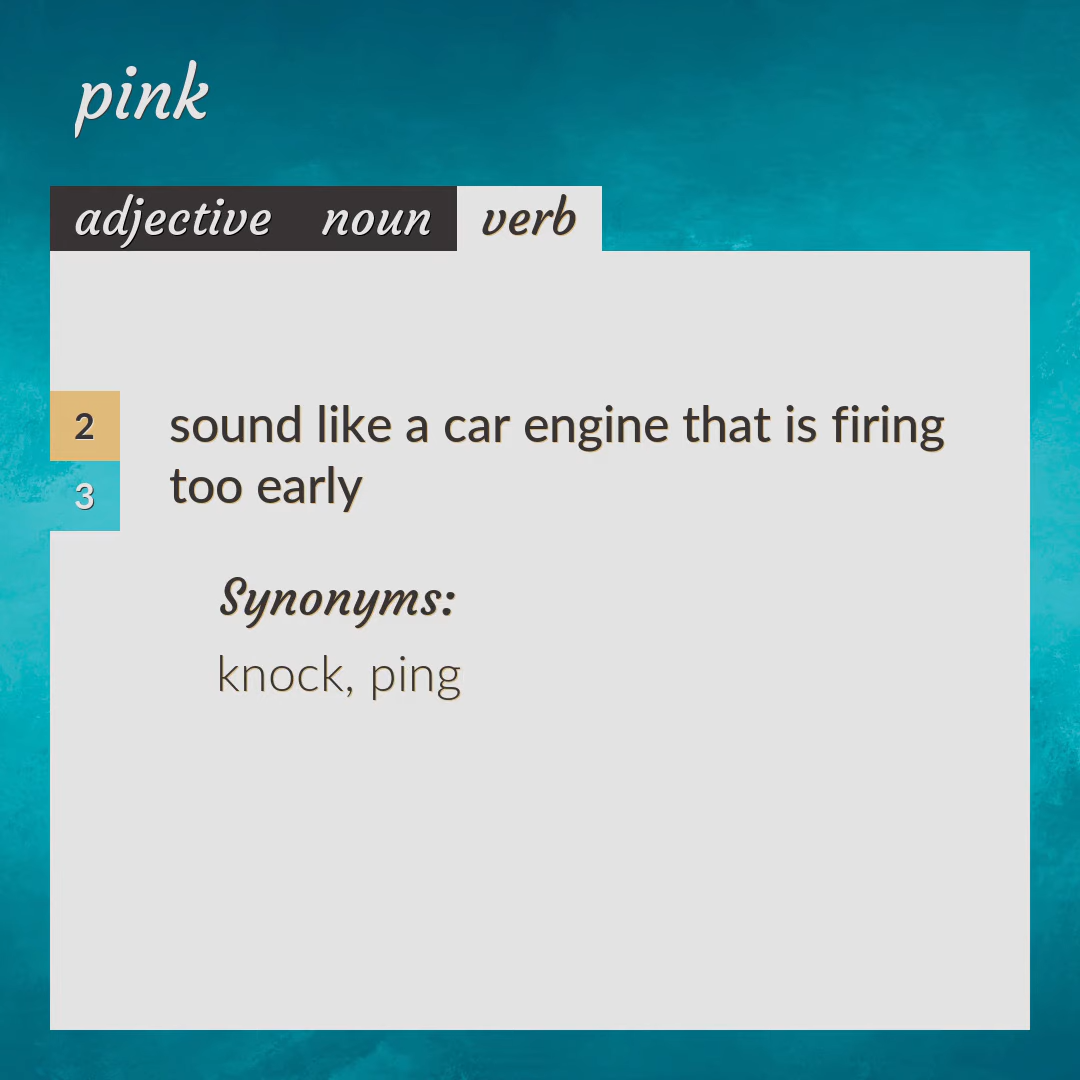 pink
adjective noun verb
2 sound like a car engine that is firing
3 too early
Synonyms:
knock, ping